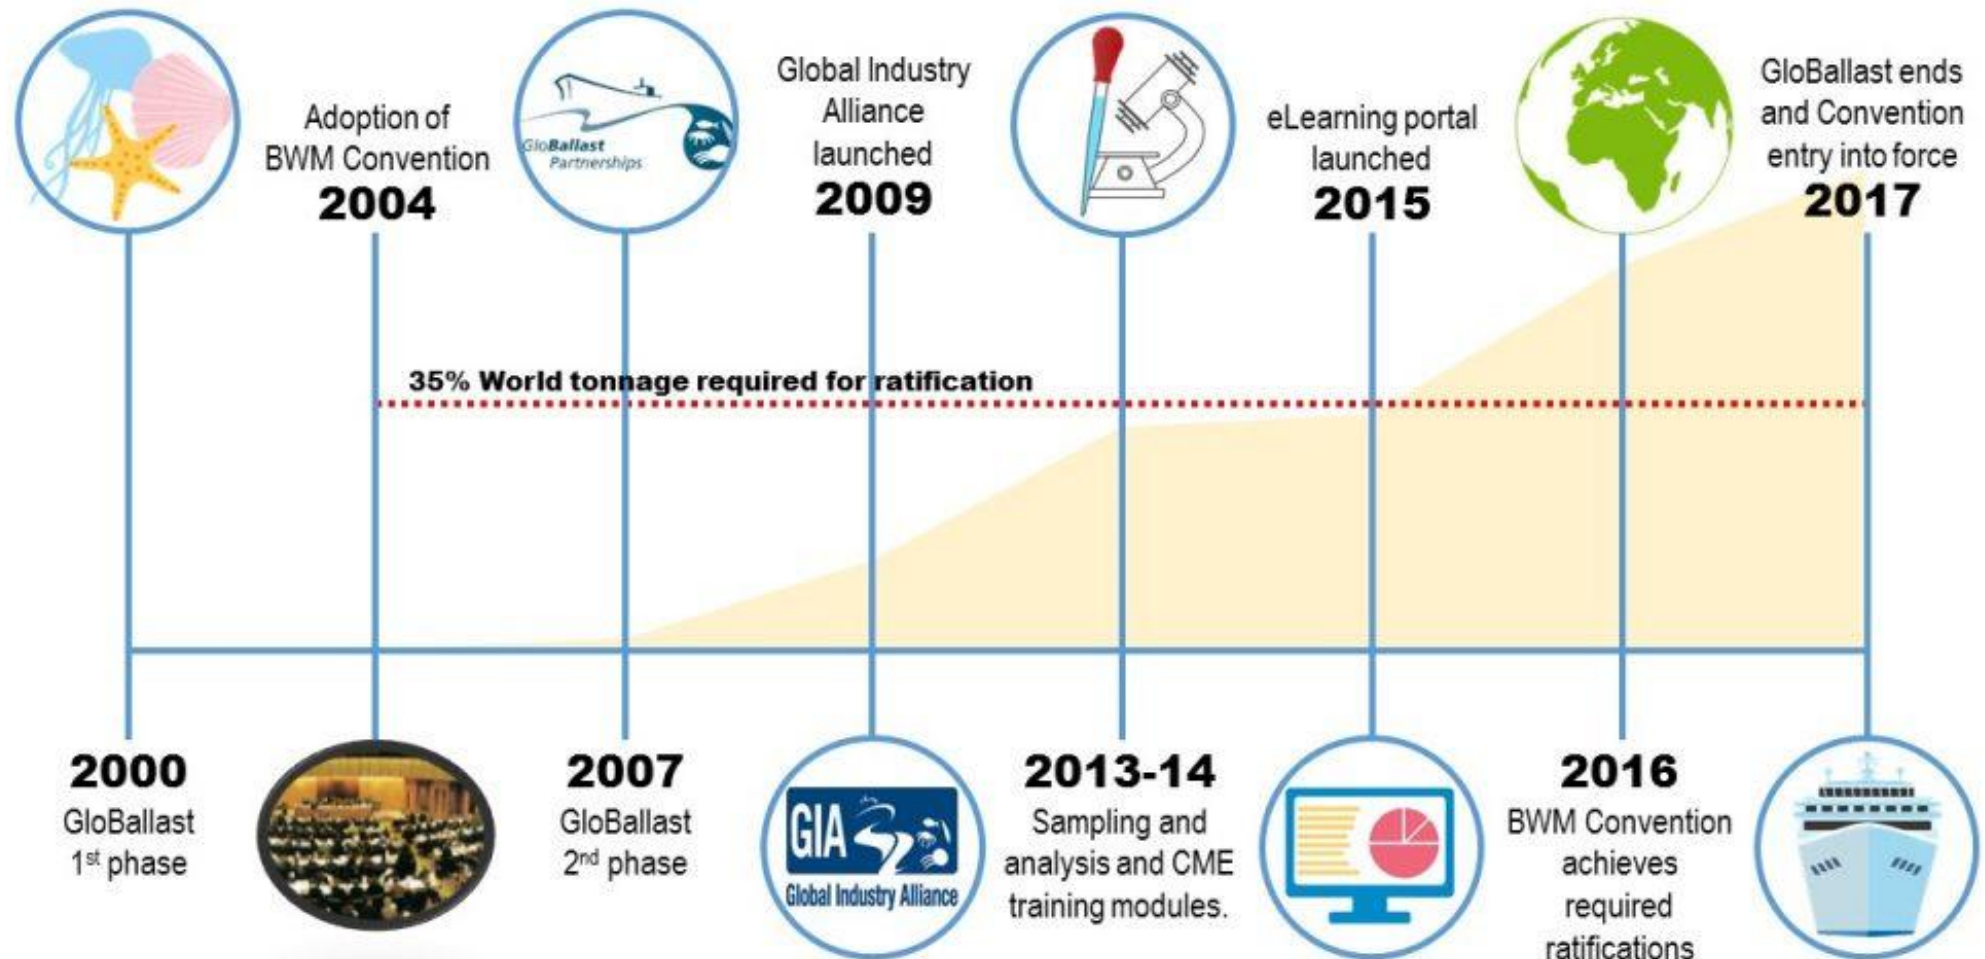 Adoption of
BWM Convention
2004
GloBallast
Partnerships
Global Industry
Alliance
launched
2009
eLearning portal
launched
2015
GloBallast ends
and Convention
entry into force
2017
35% World tonnage required for ratification
2000
GloBallast
1st phase
2007
GloBallast
2nd phase
GIA
Global Industry Alliance
2013-14
Sampling and
analysis and CME
training modules.
2016
BWM Convention
achieves
required
ratifications